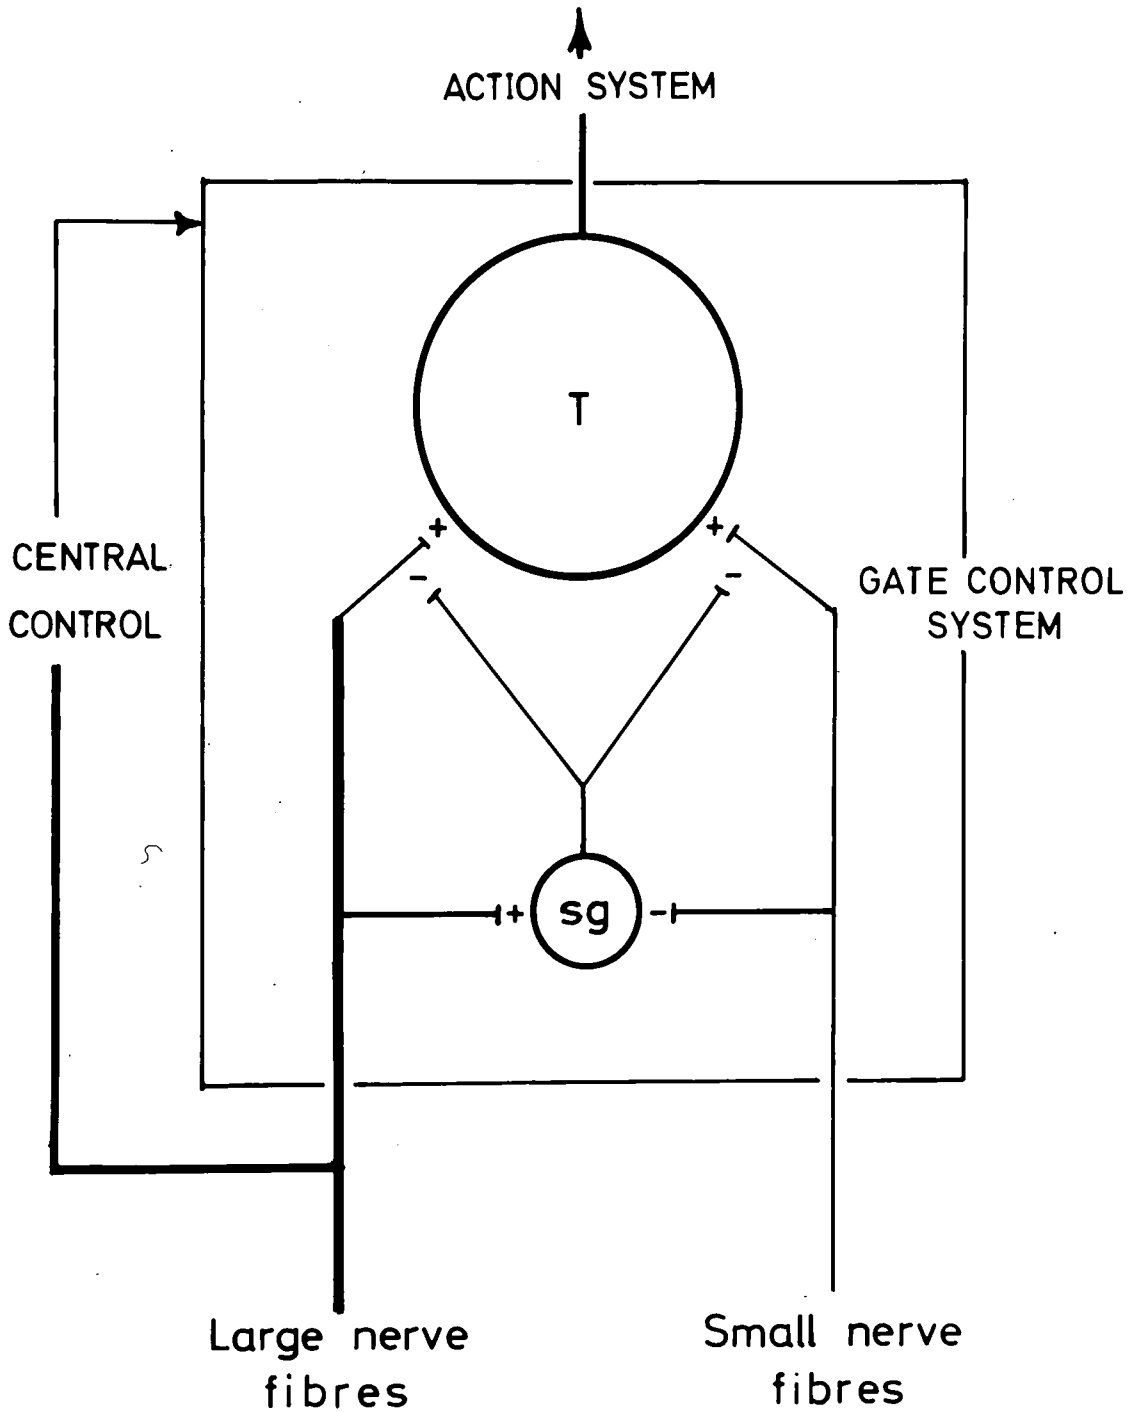 ACTION SYSTEM
T
+
+
-
-
CENTRAL
CONTROL
GATE CONTROL
SYSTEM
+
sg
-
Large nerve
fibres
Small nerve
fibres